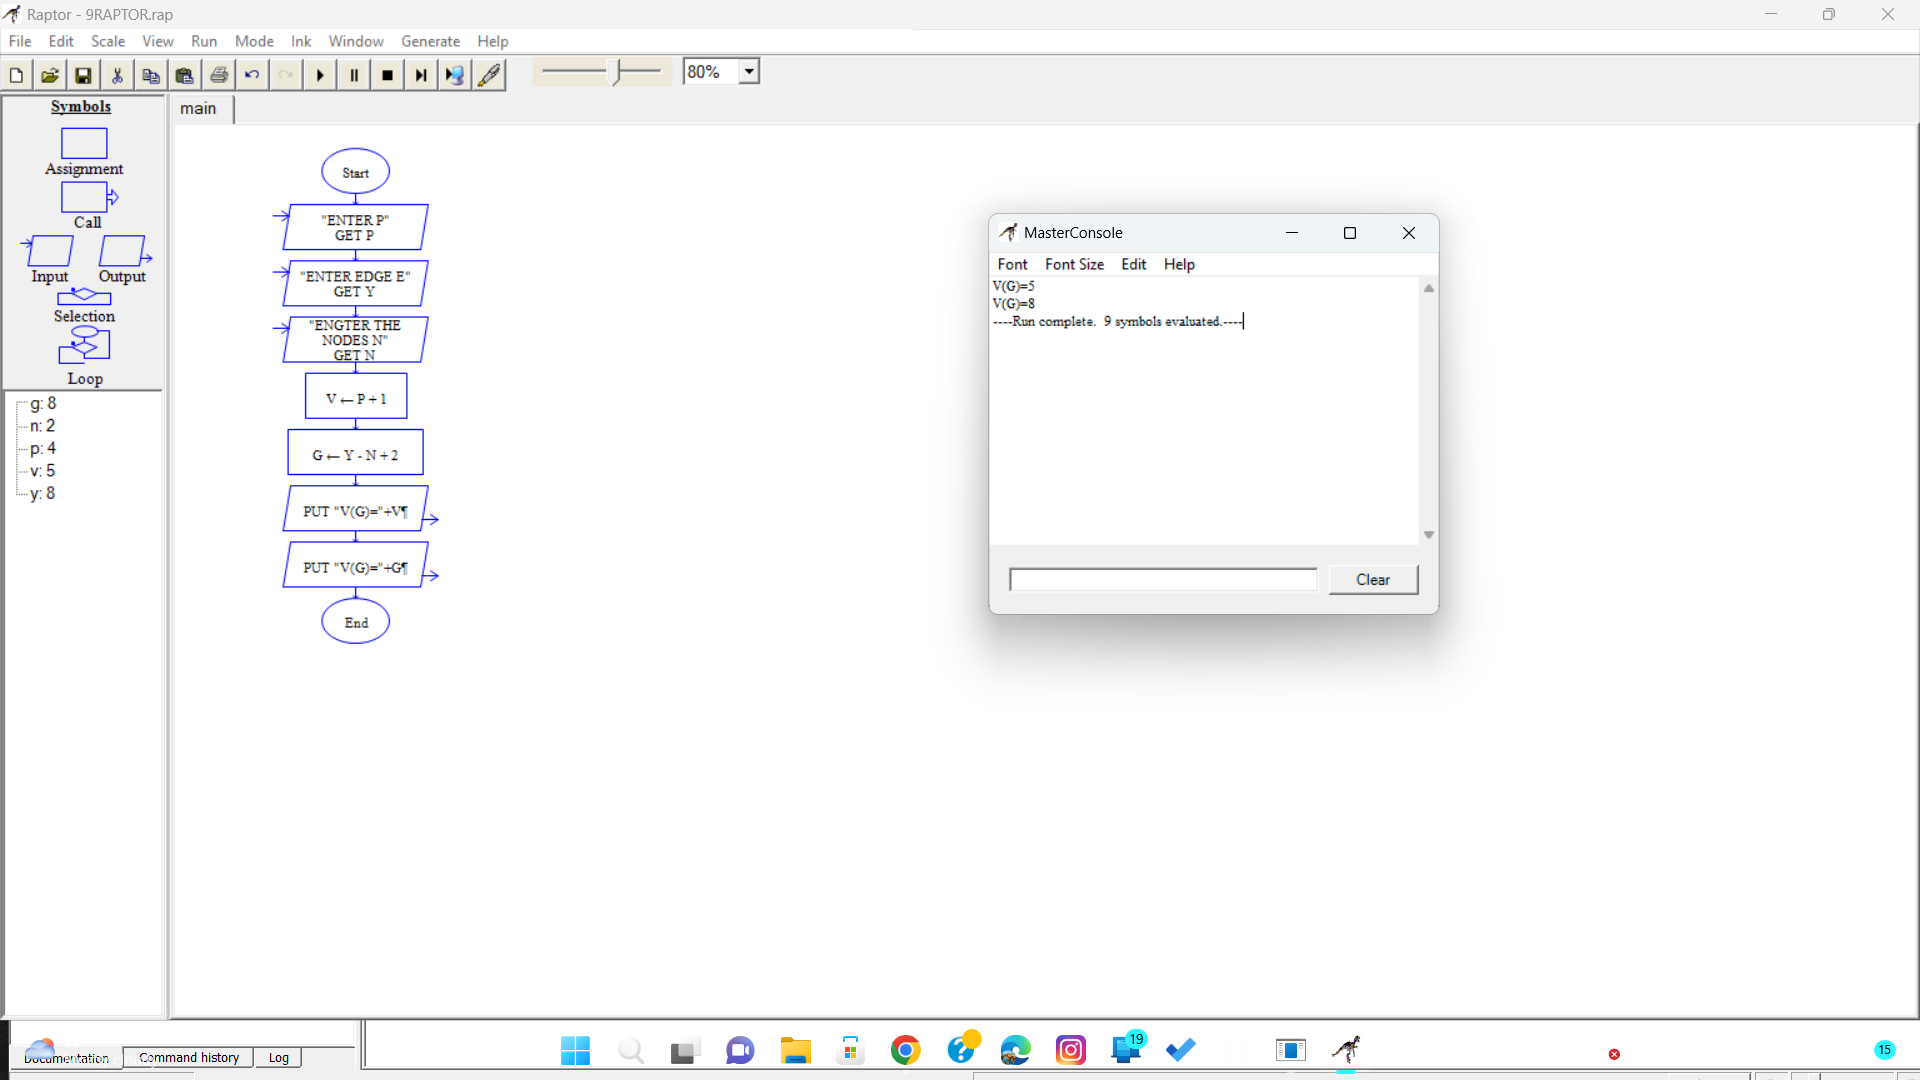 Raptor - 9RAPTOR.rap
File Edit Scale View Run Mode Ink Window Generate Help
80%
Symbols
main
Assignment
Call
Input Output
Selection
Loop
g: 8
n: 2
p: 4
v: 5
y: 8
Start
"ENTER P"
GET P
"ENTER EDGE E"
GET Y
"ENGTER THE
NODES N"
GET N
V ← P + 1
G ← Y - N + 2
PUT "V(G)="+V¶
PUT "V(G)="+G¶
End
MasterConsole
Font Font Size Edit Help
V(G)=5
V(G)=8
----Run complete.  9 symbols evaluated.----
Clear
Documentation Command history Log
19
15